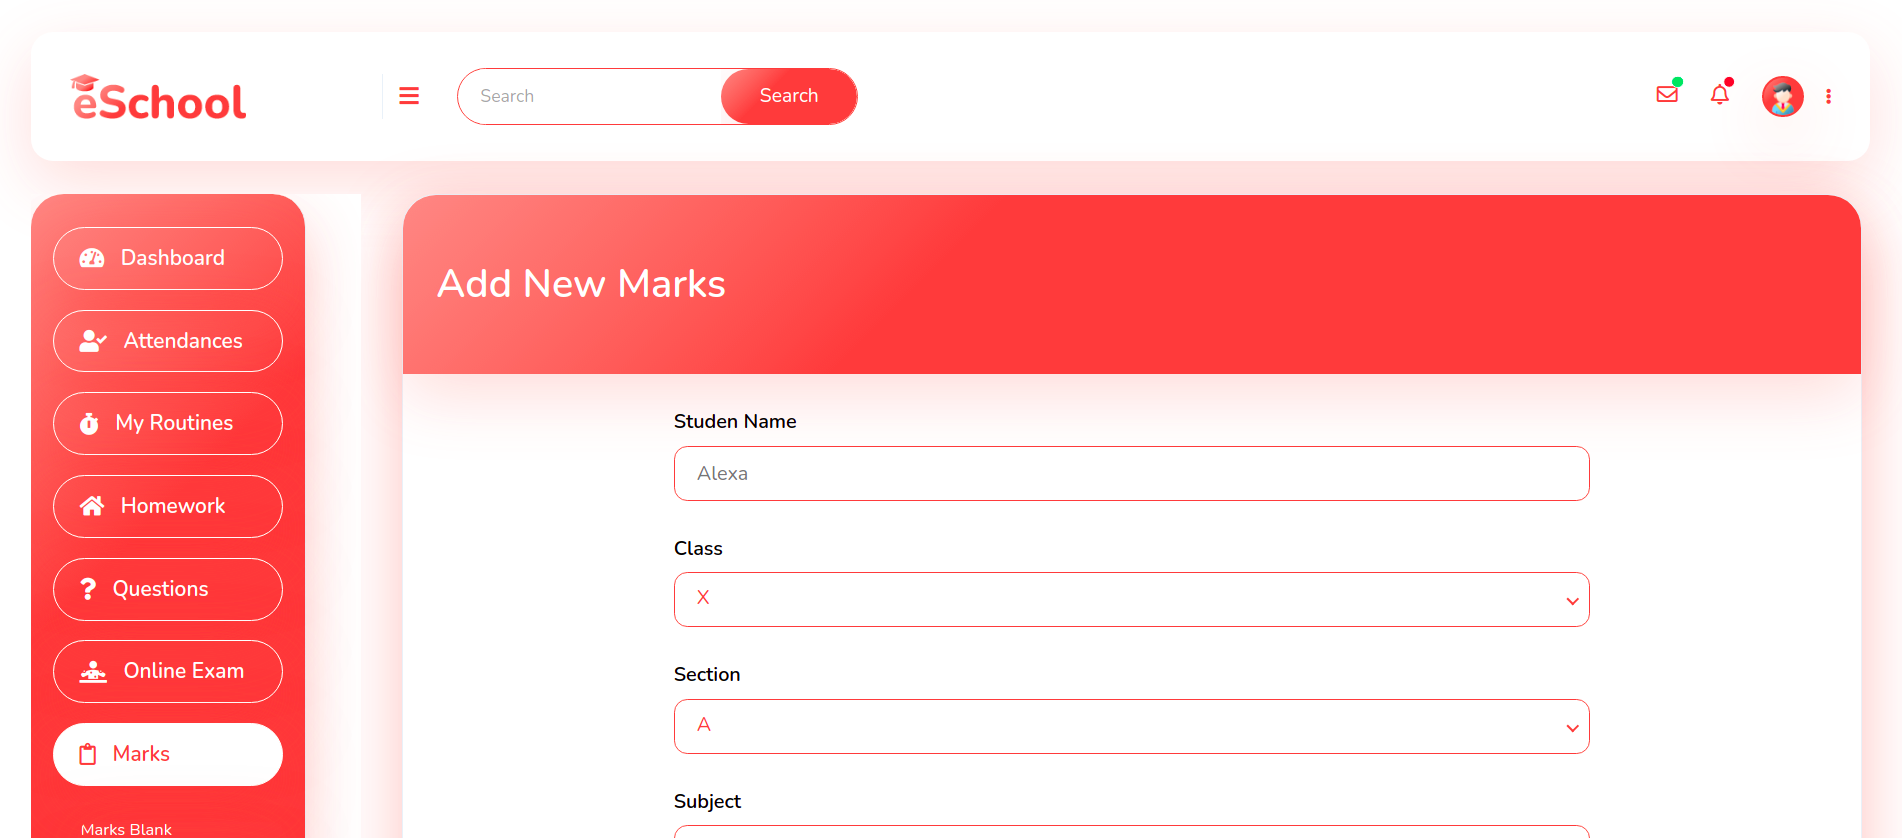 eSchool
Search
Search
Dashboard
Attendances
My Routines
Homework
Questions
Online Exam
Marks
Marks Blank
Add New Marks
Studen Name
Alexa
Class
X
Section
A
Subject